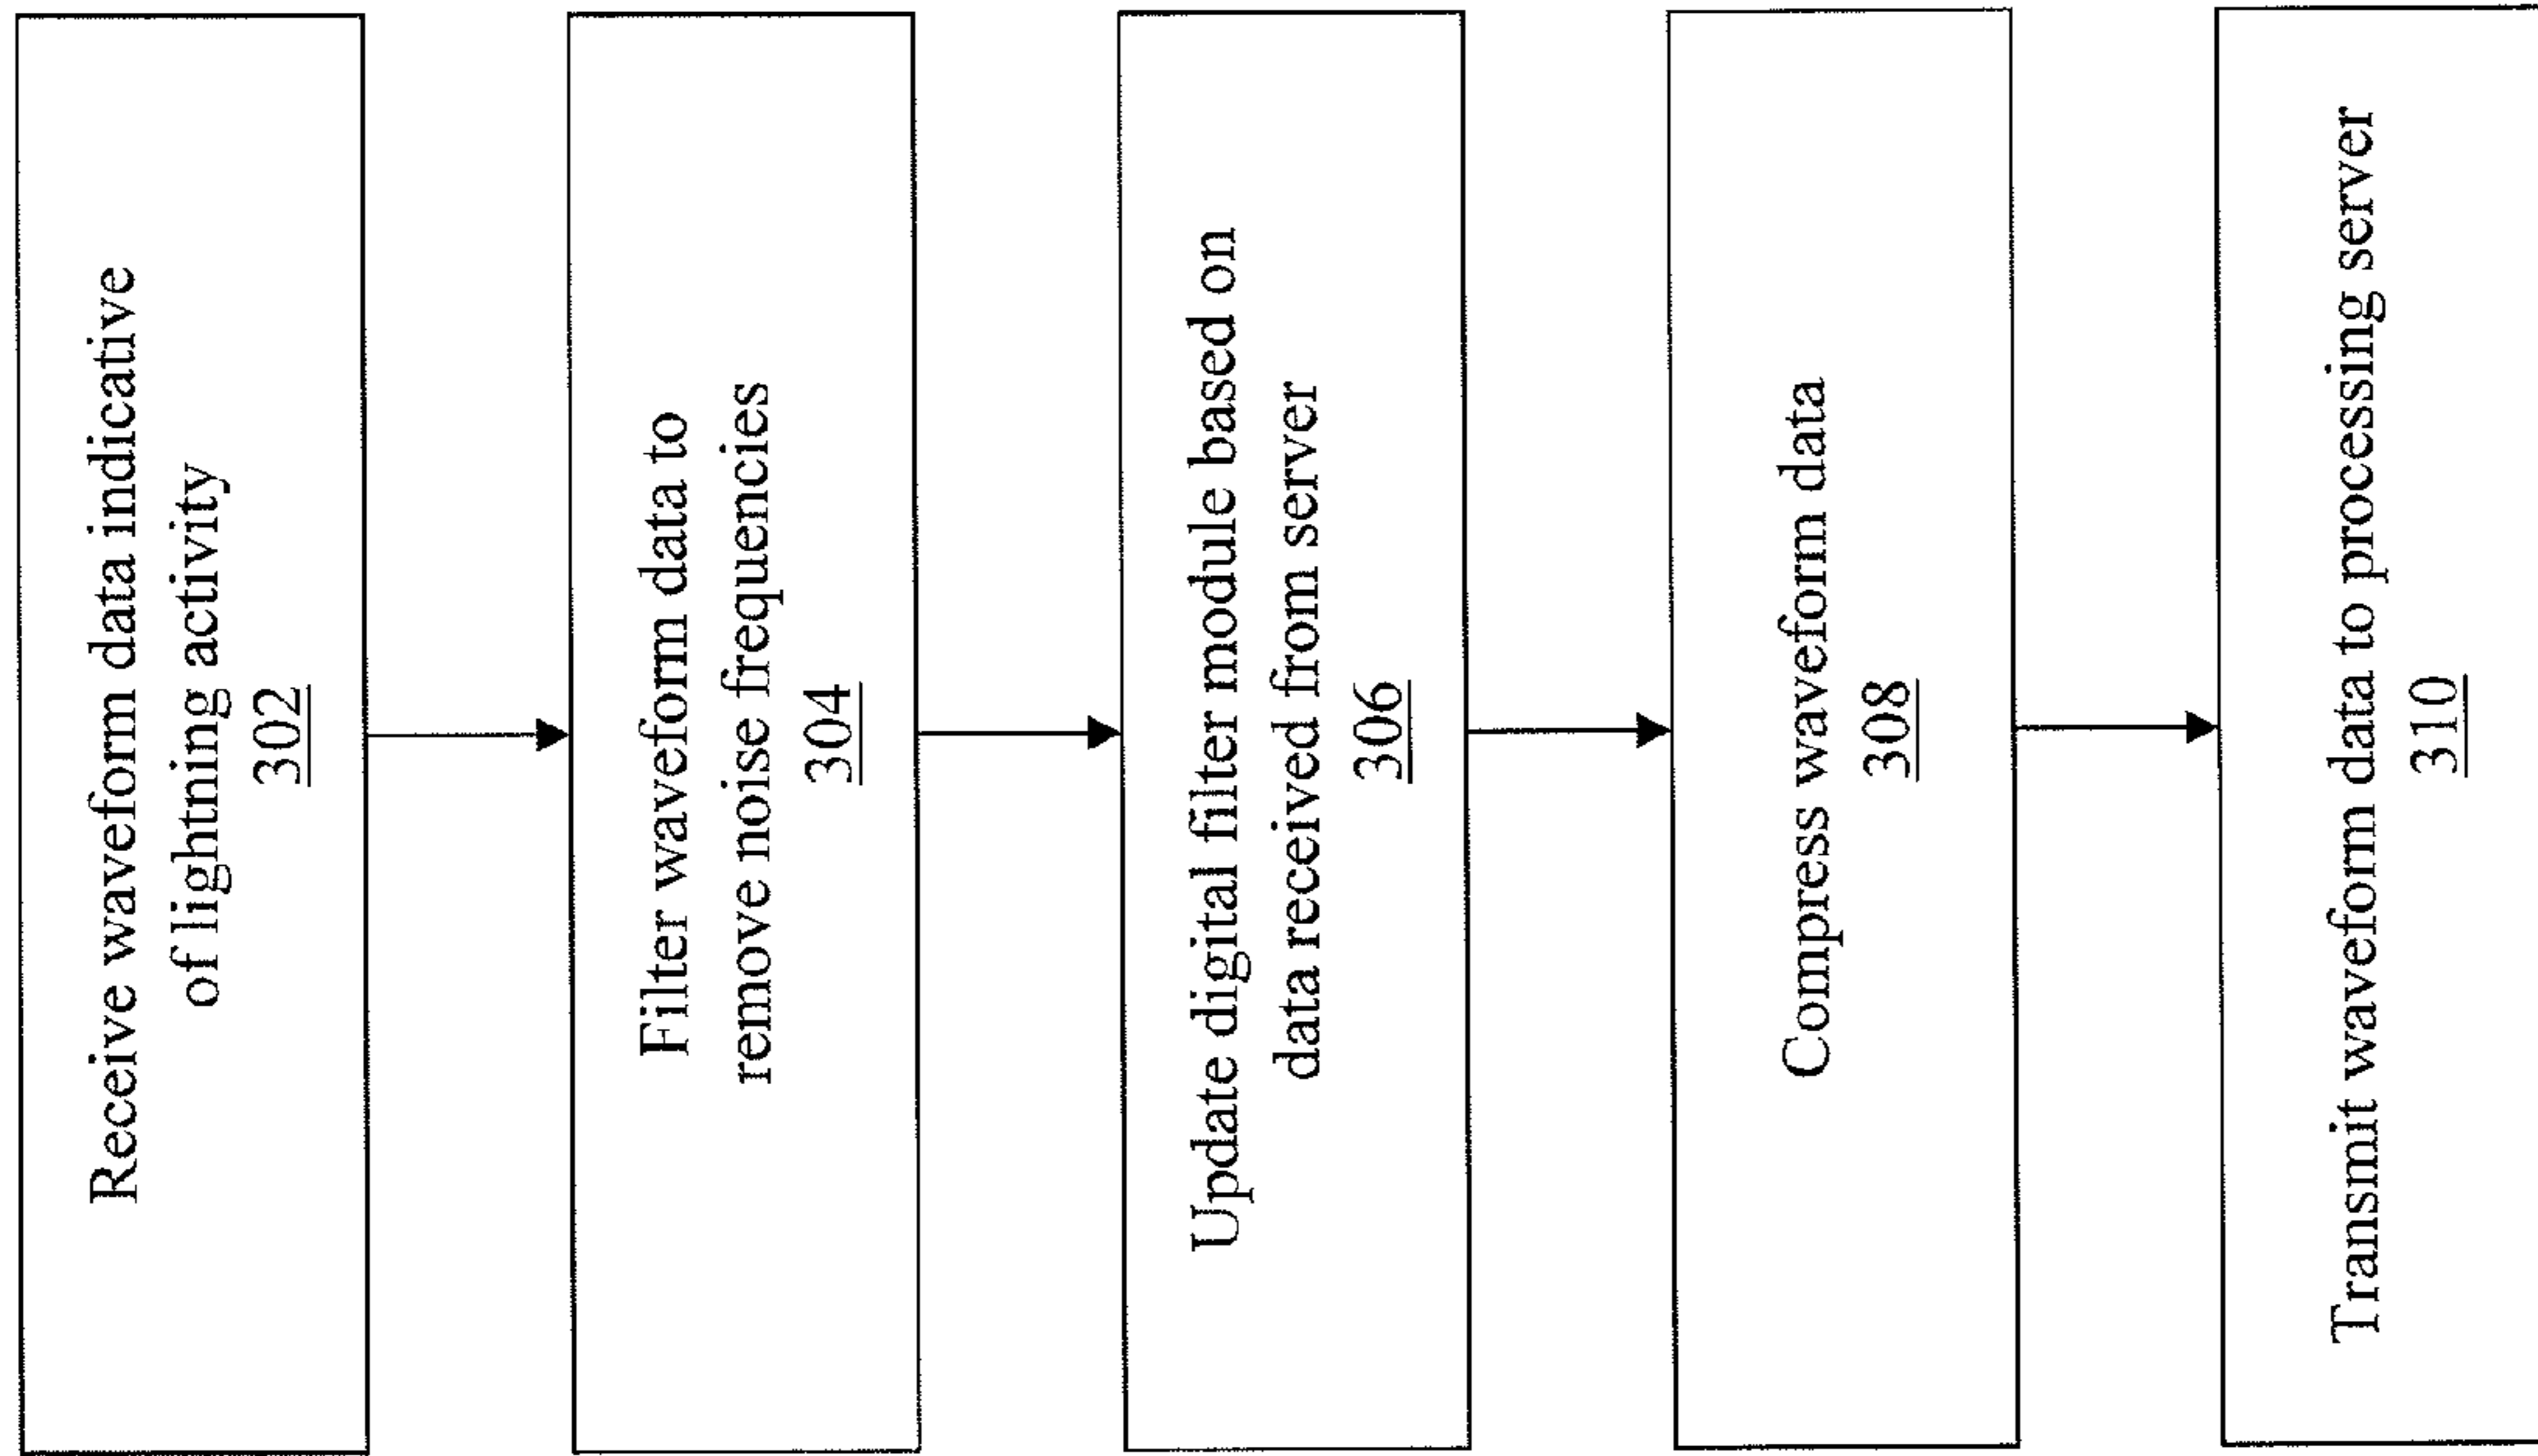 Receive waveform data indicative
of lightning activity
302
Filter waveform data to
remove noise frequencies
304
Update digital filter module based on
data received from server
306
Compress waveform data
308
Transmit waveform data to processing server
310